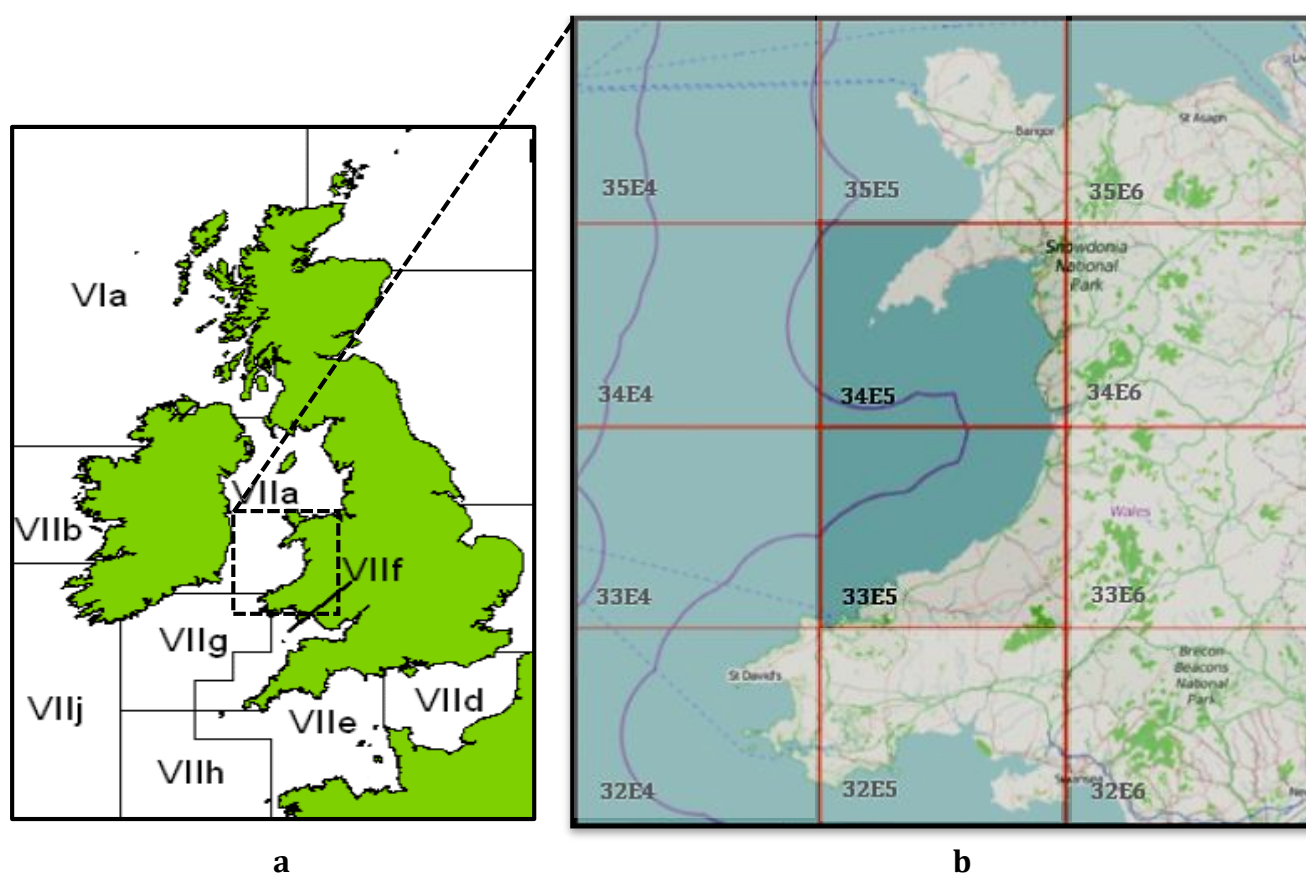 VIa
VIIa
VIIb
VIIf
VIIg
VIIj
VIIe
VIId
VIIh
a
St Asaph
Bangor
35E4
35E5
35E6
Snowdonia
National
Park
34E4
34E5
34E6
Wales
33E4
33E5
33E6
Brecon
Beacons
National
Park
St David's
Swansea
32E4
32E5
32E6
b